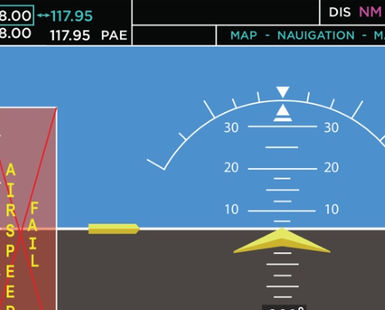 8.00 ↔117.95
DIS NM
8.00 117.95 PAE
MAP - NAUIGATION - M
30 30
20 20
10 10
AIRSPEED
FAIL